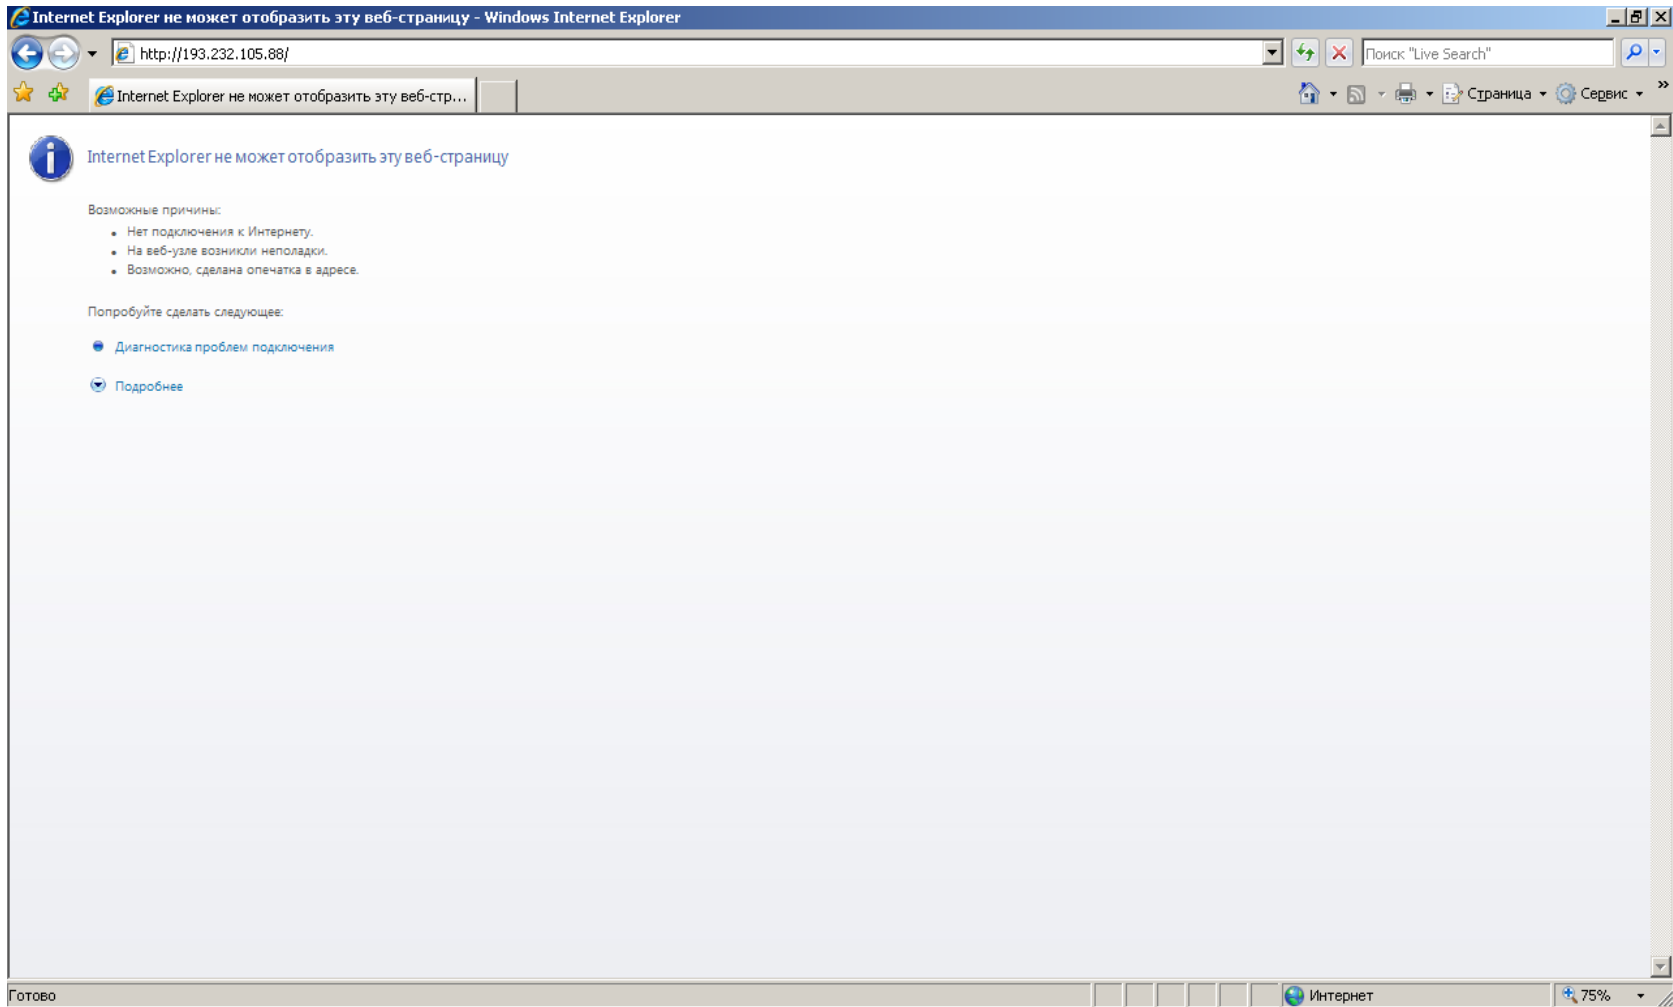 Internet Explorer не может отобразить эту веб-страницу - Windows Internet Explorer
http://193.232.105.88/
Поиск "Live Search"
Internet Explorer не может отобразить эту веб-стр...
Страница
Сервис
»
Internet Explorer не может отобразить эту веб-страницу
Возможные причины:
Нет подключения к Интернету.
На веб-узле возникли неполадки.
Возможно, сделана опечатка в адресе.
Попробуйте сделать следующее:
Диагностика проблем подключения
Подробнее
Готово
Интернет
75%